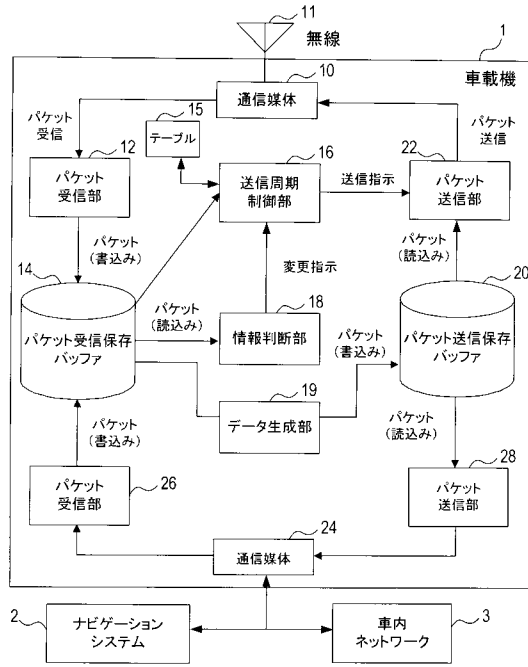 11
無線
1
車載機
10
通信媒体
パケット
受信
15
テーブル
パケット
送信
12
パケット
受信部
16
送信周期
制御部
送信指示
22
パケット
送信部
パケット
(書込み)
変更指示
パケット
(読込み)
14
パケット受信保存
バッファ
パケット
(読込み)
18
情報判断部
パケット
(書込み)
20
パケット送信保存
バッファ
19
データ生成部
パケット
(書込み)
パケット
(読込み)
パケット
受信部
26
28
パケット
送信部
24
通信媒体
2
ナビゲーション
システム
3
車内
ネットワーク